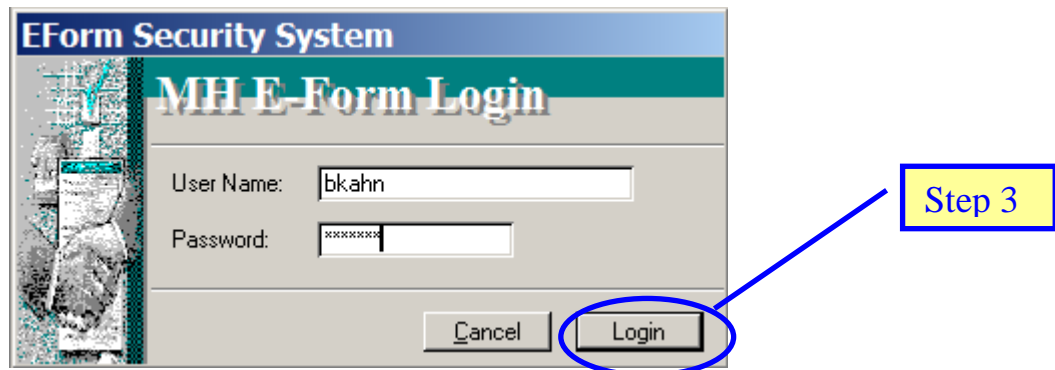 EForm Security System
MH E-Form Login
User Name: bkahn
Step 3
Password: *******
Cancel Login